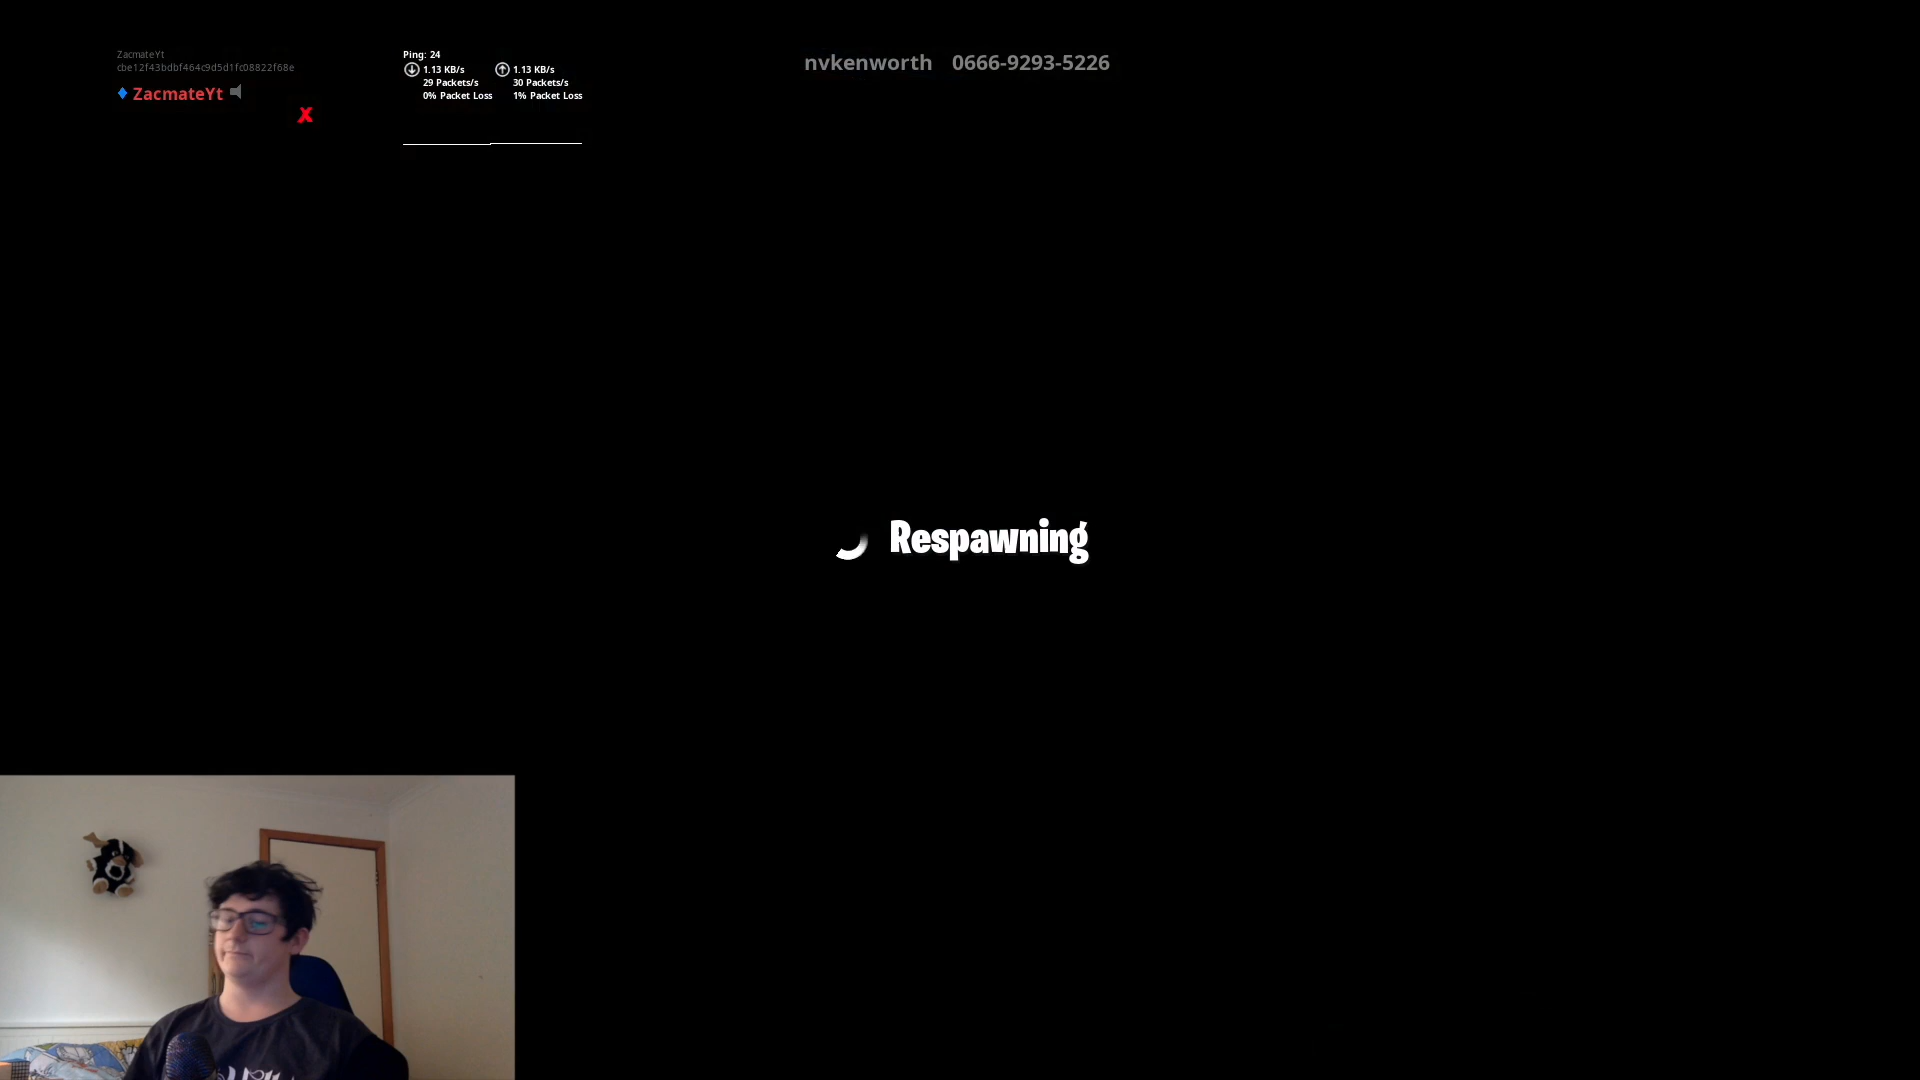 ZacmateYt
cbe12f43bdbf464c9d5d1fc08822f68e
ZacmateYt
X
Ping: 24
1.13 KB/s 1.13 KB/s
29 Packets/s 30 Packets/s
0% Packet Loss 1% Packet Loss
nvkenworth 0666-9293-5226
Respawning